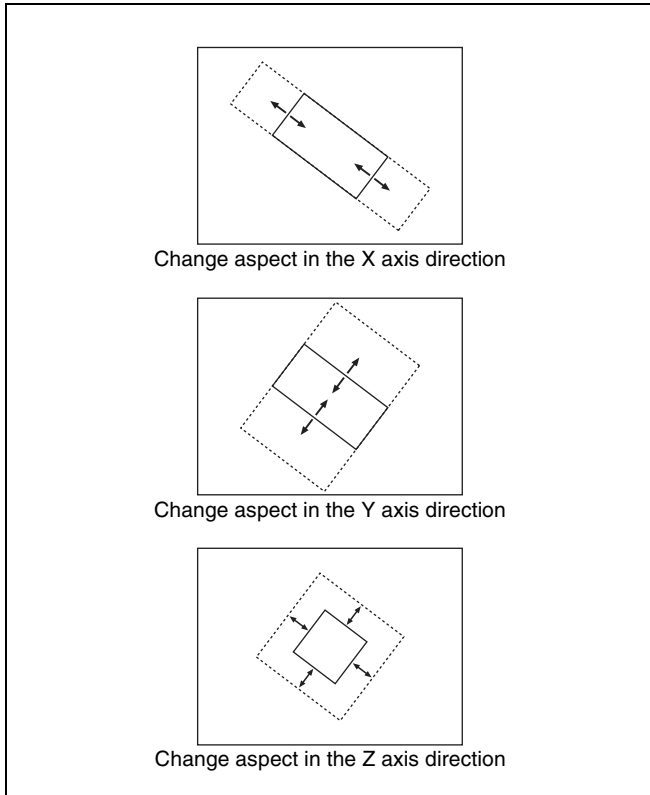 Change aspect in the X axis direction
Change aspect in the Y axis direction
Change aspect in the Z axis direction